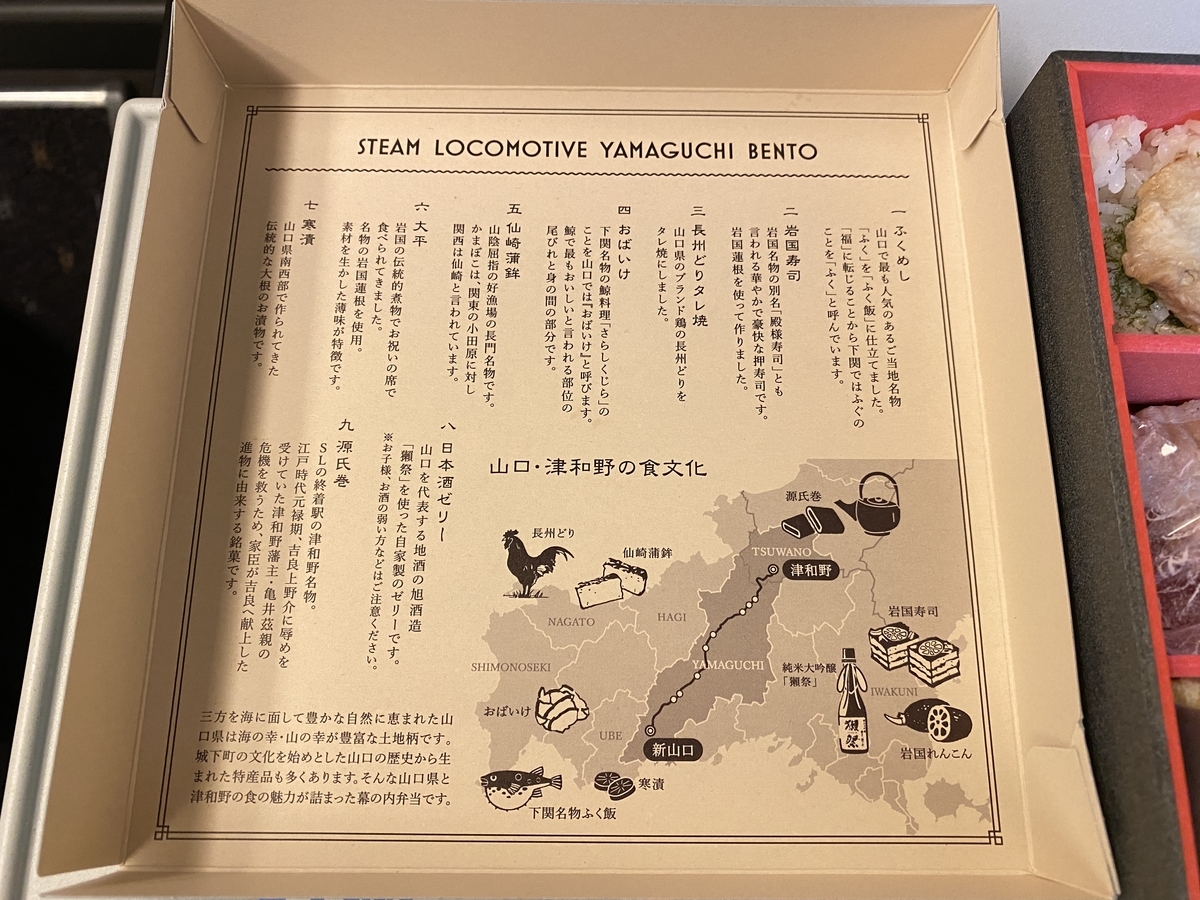 STEAM LOCOMOTIVE YAMAGUCHI BENTO
一 ふくめし
山口で最も人気のあるご当地名物
「ふく」を「ふく飯」に仕立てました。
「福」に転じることから下関ではふぐの
ことを「ふく」と呼んでいます。
二 岩国寿司
岩国名物の別名「殿様寿司」とも
言われる華やかで豪快な押寿司です。
岩国蓮根を使って作りました。
三 長州どりタレ焼
山口県のブランド鶏の長州どりを
タレ焼にしました。
四 おばいけ
下関名物の鯨料理「さらしくじら」の
ことを山口では『おばいけ』と呼びます。
鯨で最もおいしいと言われる部位の
尾びれと身の間の部分です。
五 仙崎蒲鉾
山陰屈指の好漁場の長門名物です。
かまぼこは、関東の小田原に対し
関西は仙崎と言われています。
六 大平
岩国の伝統的煮物でお祝いの席で
食べられてきました。
名物の岩国蓮根を使用。
素材を生かした薄味が特徴です。
七 寒漬
山口県南西部で作られてきた
伝統的な大根のお漬物です。
八 日本酒ゼリー
山口を代表する地酒の旭酒造
「獺祭」を使った自家製のゼリーです。
※お子様、お酒の弱い方などはご注意ください。
九 源氏巻
SLの終着駅の津和野名物。
江戸時代元禄期、吉良上野介に辱めを
受けていた津和野藩主・亀井茲親の
危機を救うため、家臣が吉良へ献上した
進物に由来する銘菓です。
三方を海に面して豊かな自然に恵まれた山
口県は海の幸・山の幸が豊富な土地柄です。
城下町の文化を始めとした山口の歴史から生
まれた特産品も多くあります。そんな山口県と
津和野の食の魅力が詰まった幕の内弁当です。
山口・津和野の食文化
源氏巻
長州どり
仙崎蒲鉾
TSUWANO
津和野
NAGATO
HAGI
岩国寿司
SHIMONOSEKI
YAMAGUCHI
純米大吟醸
「獺祭」
IWAKUNI
獺祭
おばいけ
UBE
新山口
岩国れんこん
寒漬
下関名物ふく飯